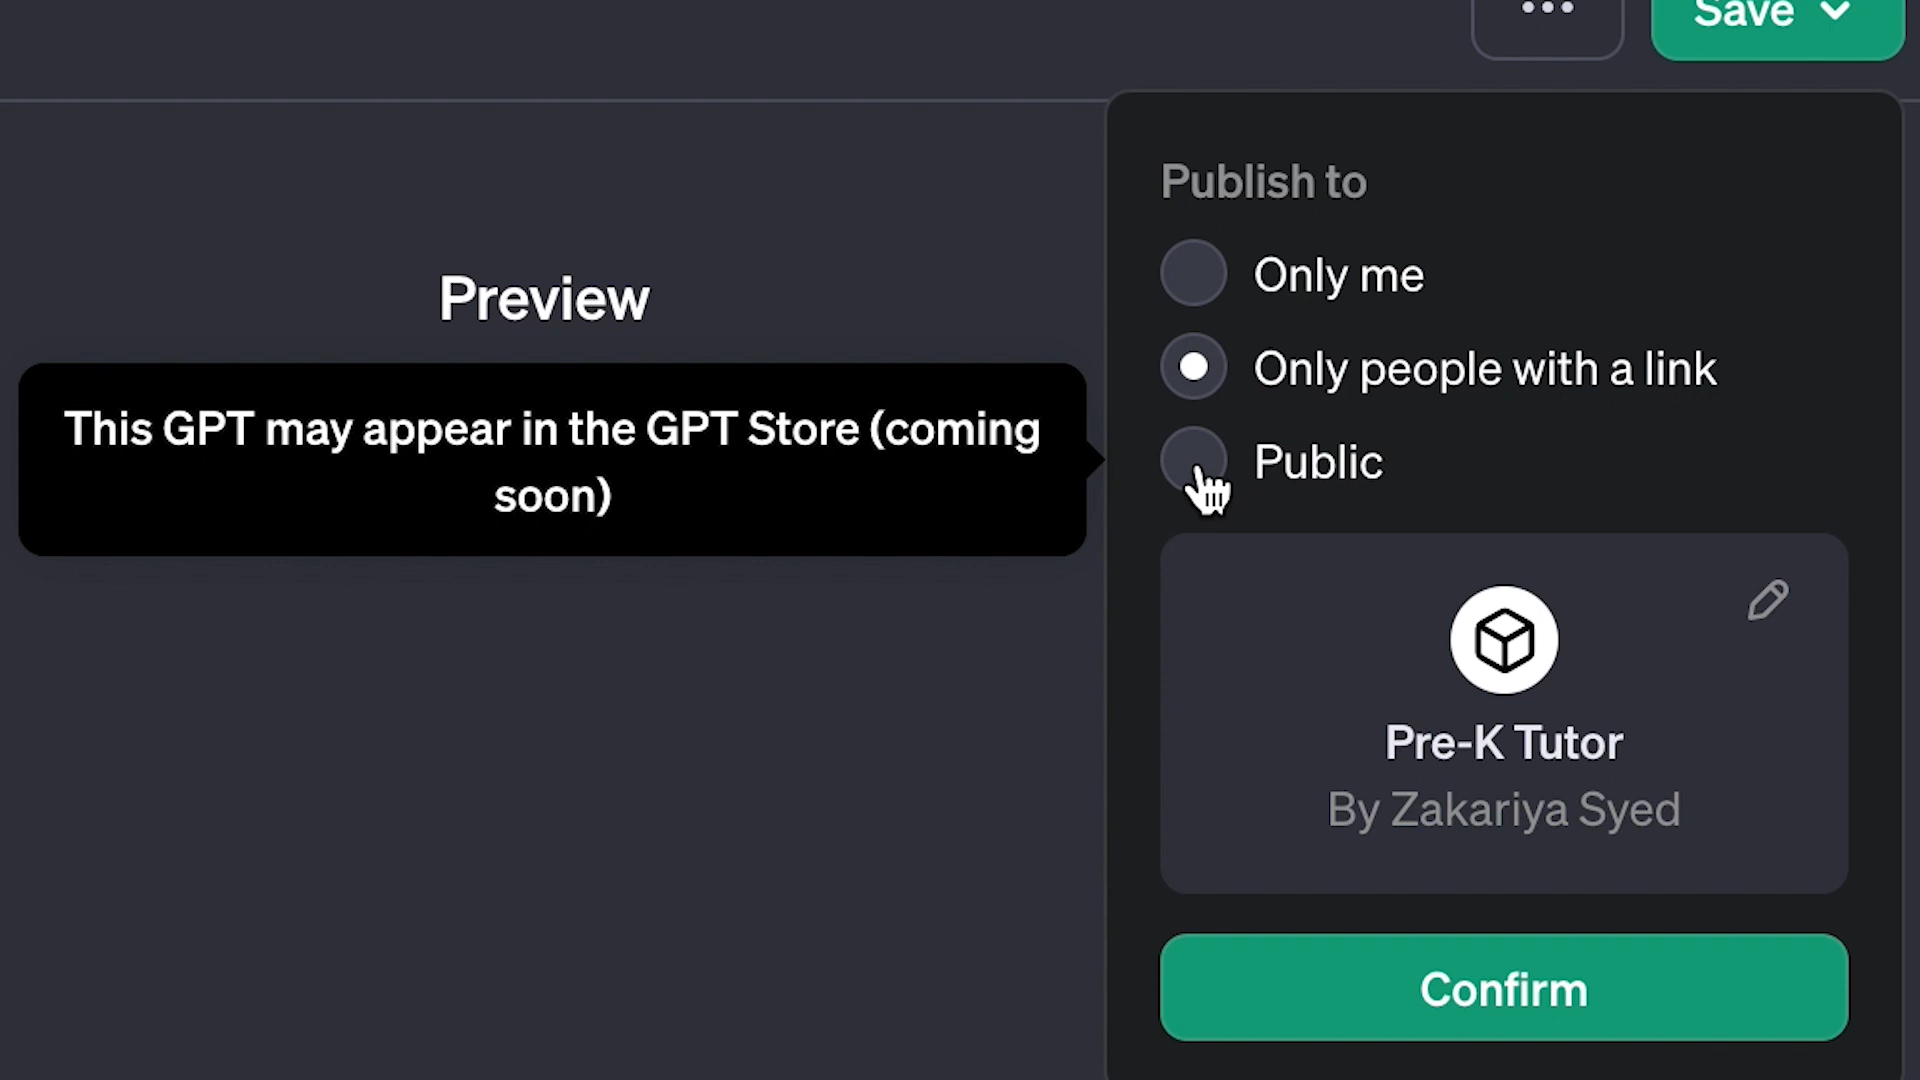 Save
Publish to
Only me
Preview
Only people with a link
This GPT may appear in the GPT Store (coming
soon)
Public
Pre-K Tutor
By Zakariya Syed
Confirm